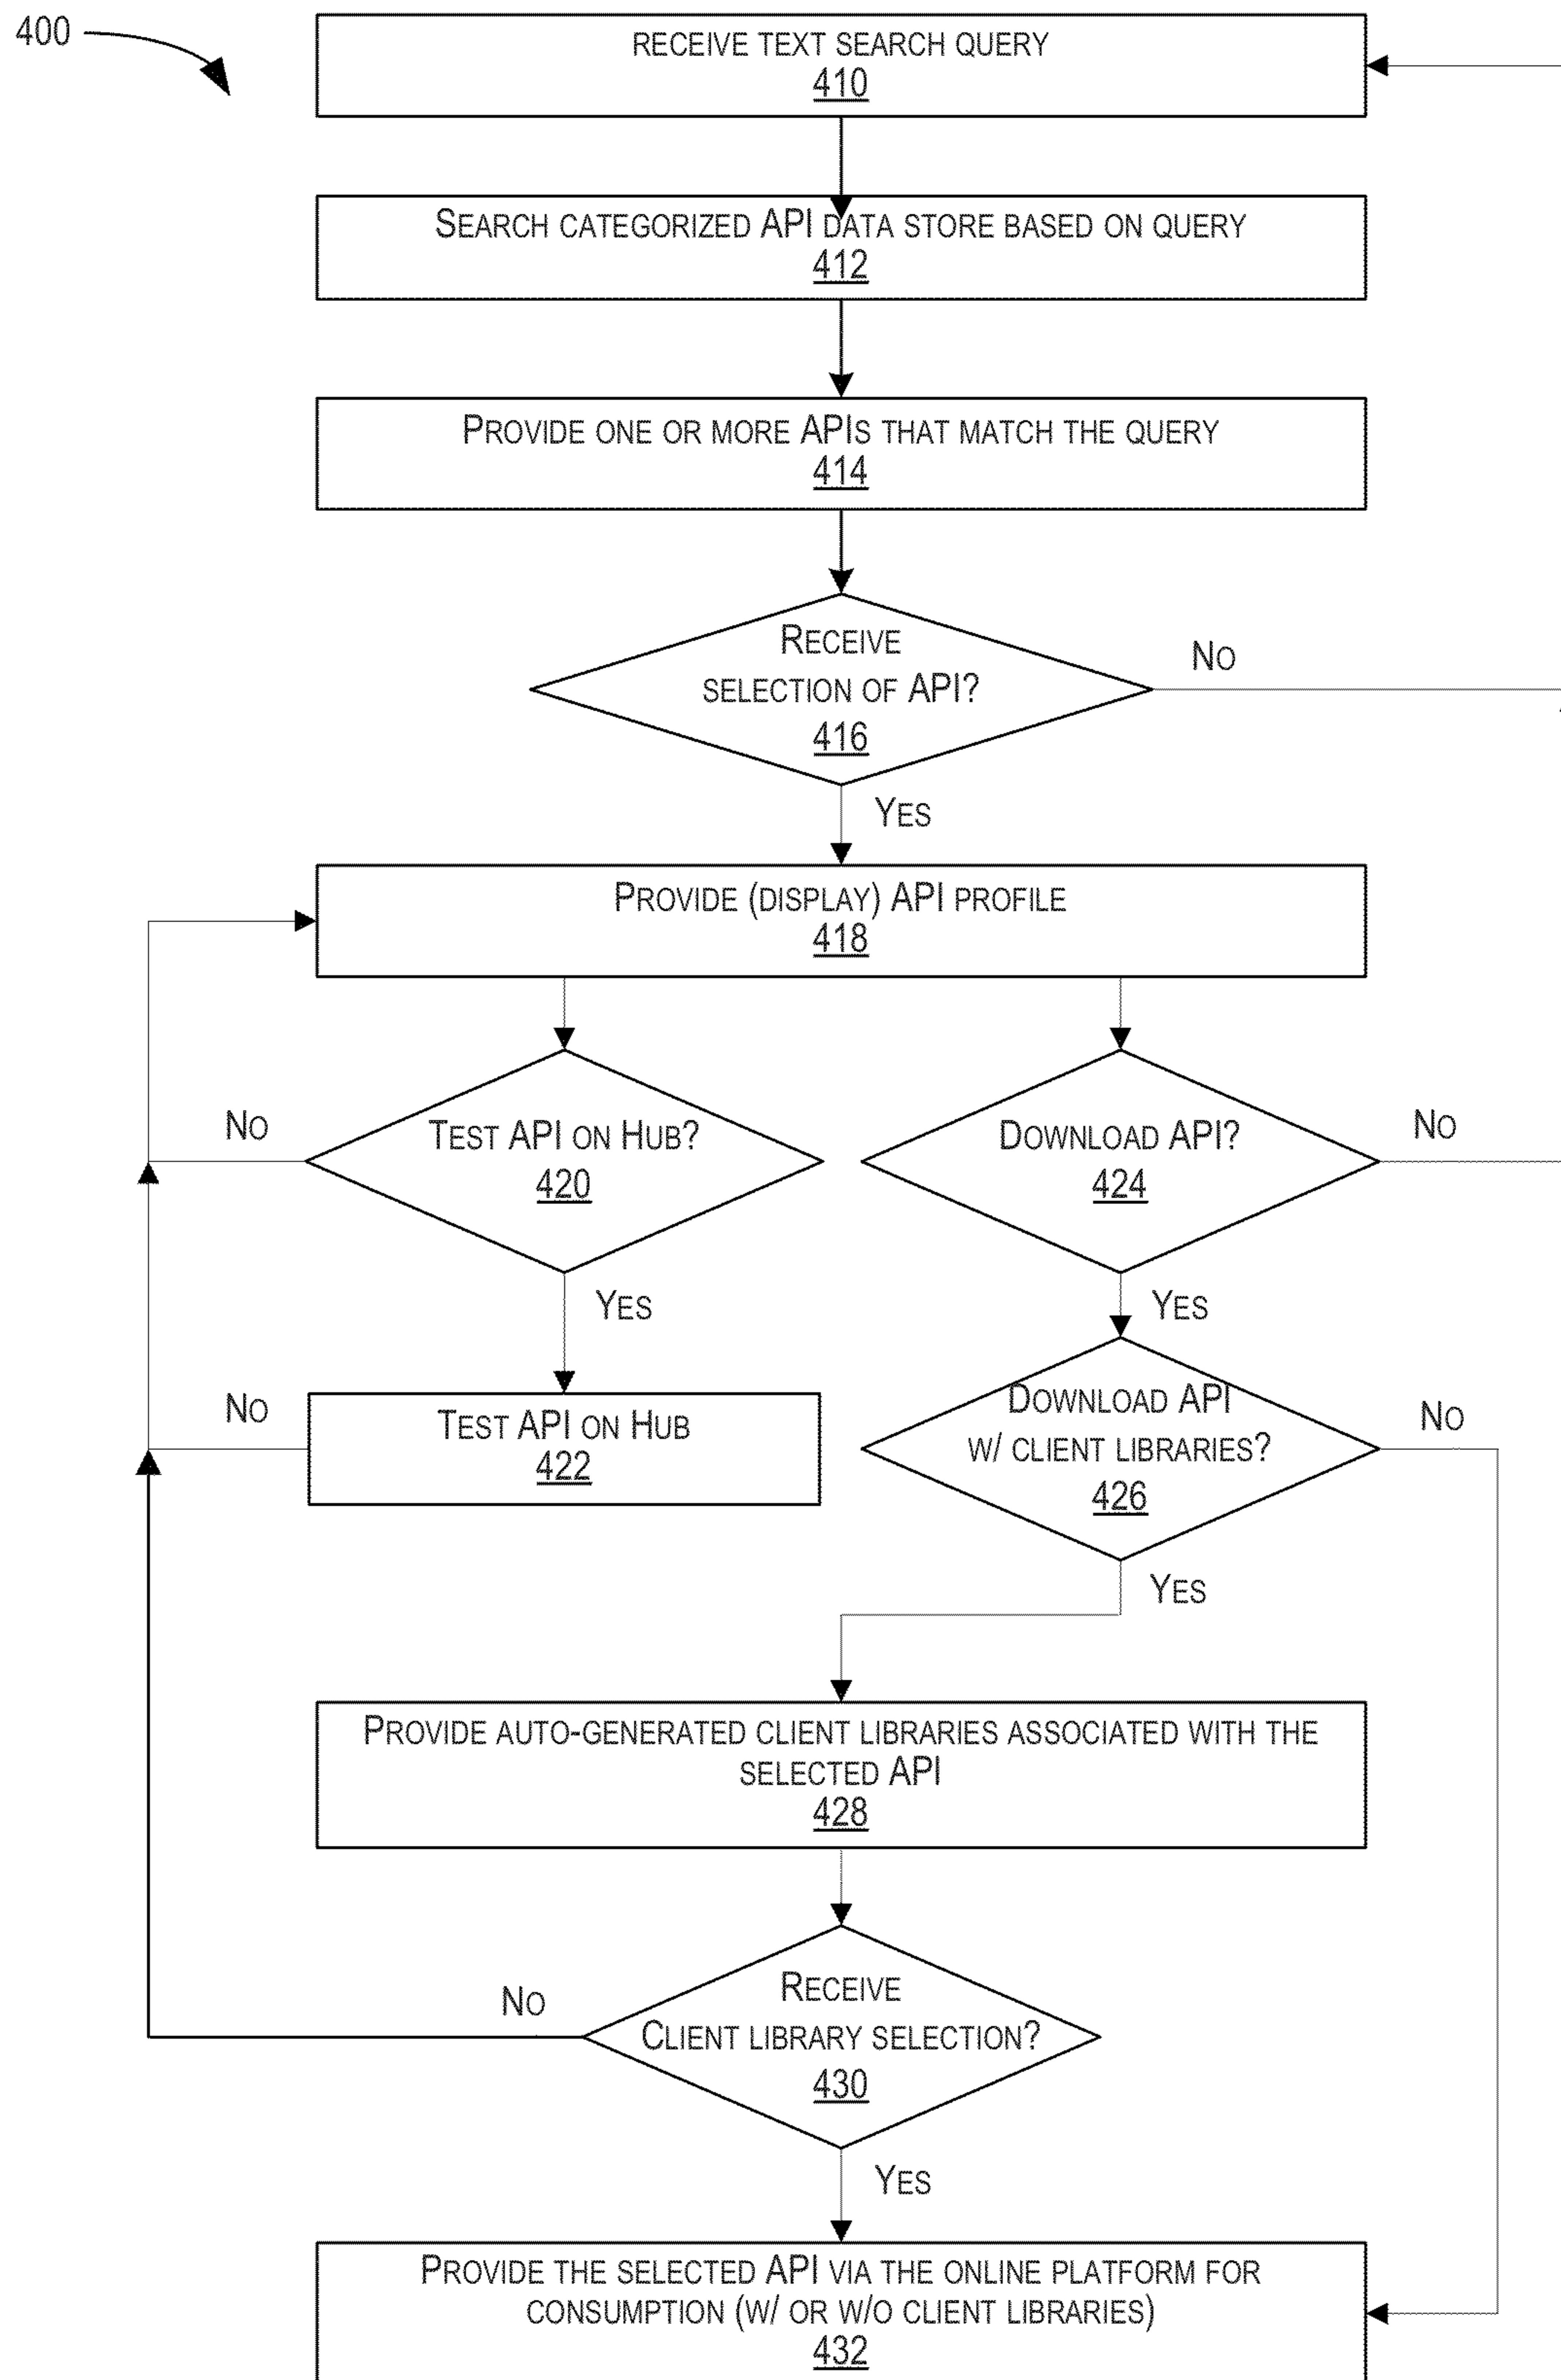 400
RECEIVE TEXT SEARCH QUERY
410
SEARCH CATEGORIZED API DATA STORE BASED ON QUERY
412
PROVIDE ONE OR MORE APIS THAT MATCH THE QUERY
414
RECEIVE
SELECTION OF API?
416
NO
YES
PROVIDE (DISPLAY) API PROFILE
418
NO
TEST API ON HUB?
420
DOWNLOAD API?
424
NO
YES
YES
NO
TEST API ON HUB
422
DOWNLOAD API
W/ CLIENT LIBRARIES?
426
NO
YES
PROVIDE AUTO-GENERATED CLIENT LIBRARIES ASSOCIATED WITH THE
SELECTED API
428
NO
RECEIVE
CLIENT LIBRARY SELECTION?
430
YES
PROVIDE THE SELECTED API VIA THE ONLINE PLATFORM FOR
CONSUMPTION (W/ OR W/O CLIENT LIBRARIES)
432